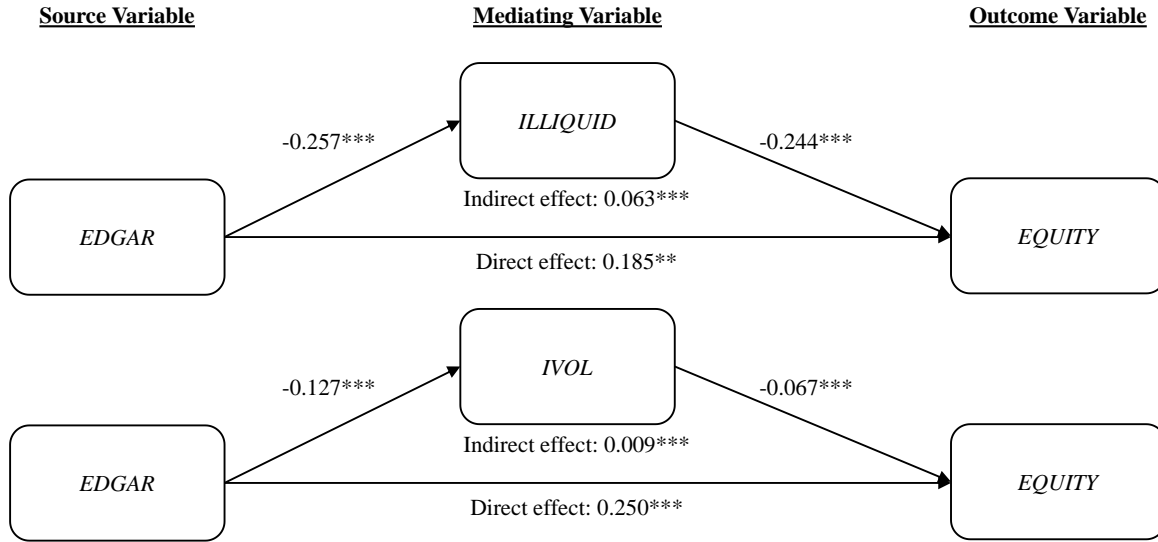 Source Variable
Mediating Variable
Outcome Variable
ILLIQUID
-0.257***
-0.244***
Indirect effect: 0.063***
EDGAR
EQUITY
Direct effect: 0.185**
IVOL
-0.127***
-0.067***
Indirect effect: 0.009***
EDGAR
EQUITY
Direct effect: 0.250***